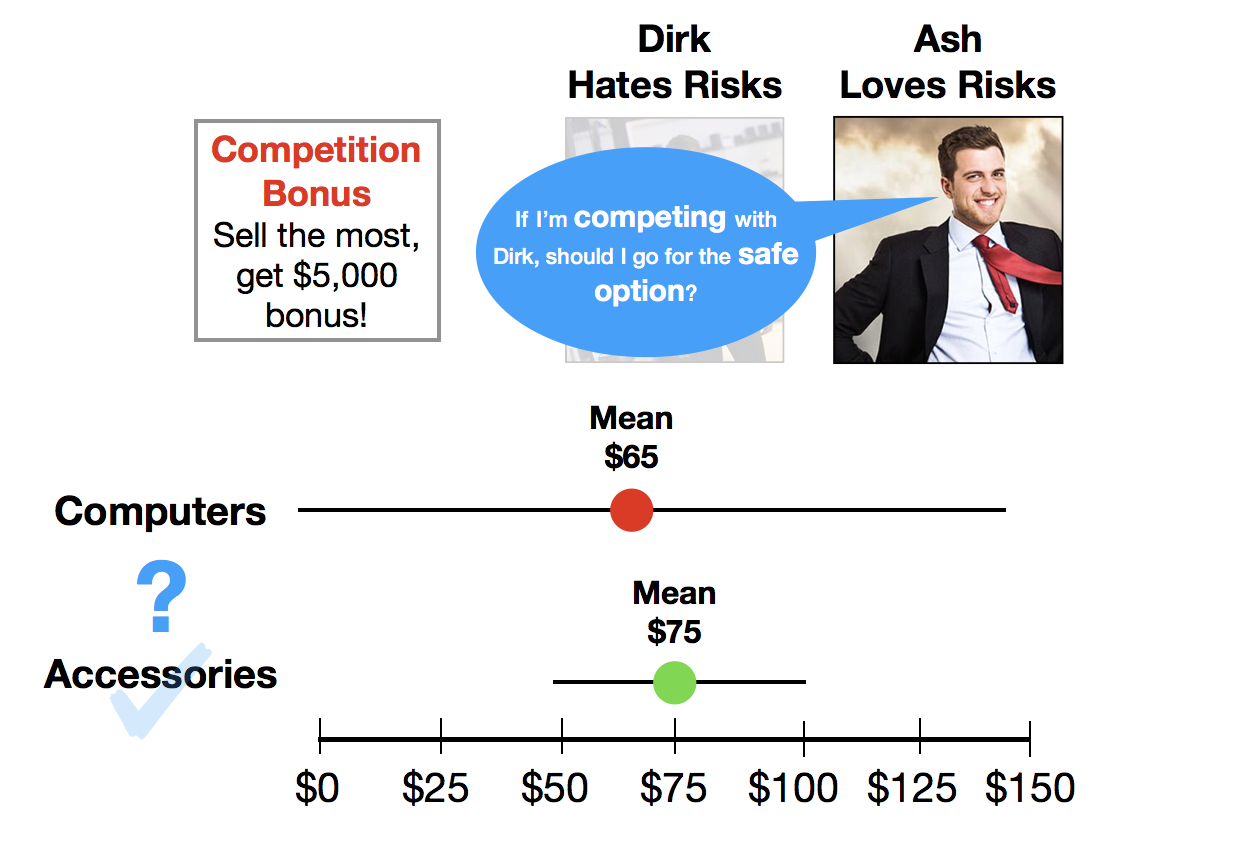 Dirk
Hates Risks
Ash
Loves Risks
Competition
Bonus
Sell the most,
get $5,000
bonus!
If I'm competing with
Dirk, should I go for the safe
option?
Mean
$65
Computers
?
Mean
$75
Accessories
$0 $25 $50 $75 $100 $125 $150